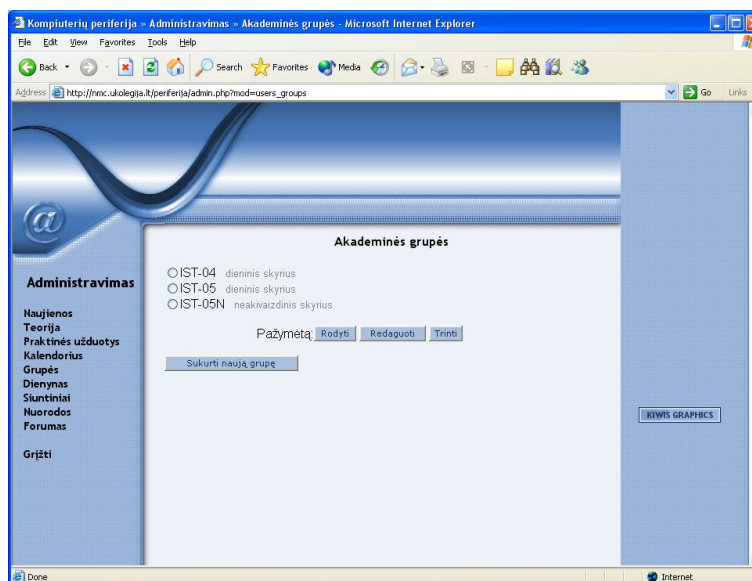 Kompiuterių periferija » Administravimas » Akademinės grupės - Microsoft Internet Explorer
File Edit View Favorites Tools Help
Back Search Favorites Media
Address http://nmc.ukolegija.lt/periferija/admin.php?mod=users_groups Go Links
@
Akademinės grupės
Administravimas
Naujienos
Teorija
Praktinės užduotys
Kalendorius
Grupės
Dienynas
Siuntiniai
Nuorodos
Forumas
Grįžti
IST-04 dieninis skyrius
IST-05 dieninis skyrius
IST-05N neakivaizdinis skyrius
Pažymėtą: Rodyti Redaguoti Trinti
Sukurti naują grupę
KIWIS GRAPHICS
Done Internet